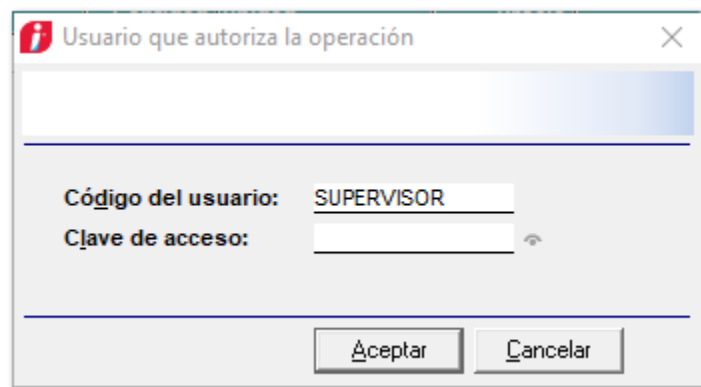 Usuario que autoriza la operación
Código del usuario: SUPERVISOR
Clave de acceso:
Aceptar Cancelar